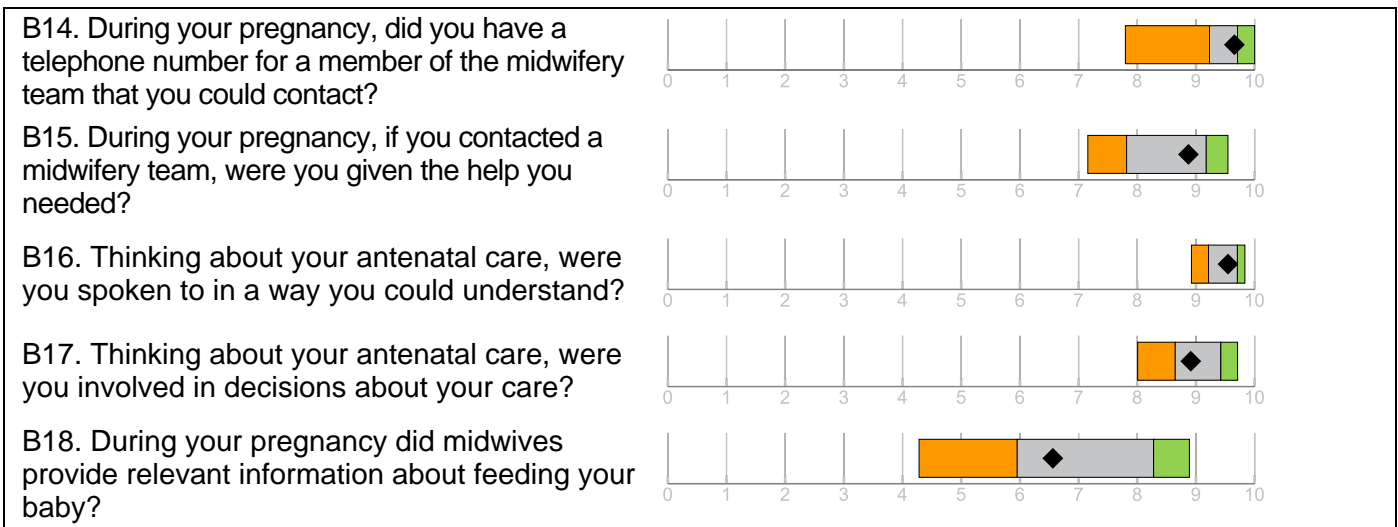 B14. During your pregnancy, did you have a
telephone number for a member of the midwifery
team that you could contact?
0 1 2 3 4 5 6 7 8 9 10
B15. During your pregnancy, if you contacted a
midwifery team, were you given the help you
needed?
0 1 2 3 4 5 6 7 8 9 10
B16. Thinking about your antenatal care, were
you spoken to in a way you could understand?
0 1 2 3 4 5 6 7 8 9 10
B17. Thinking about your antenatal care, were
you involved in decisions about your care?
0 1 2 3 4 5 6 7 8 9 10
B18. During your pregnancy did midwives
provide relevant information about feeding your
baby?
0 1 2 3 4 5 6 7 8 9 10